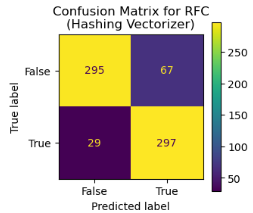 Confusion Matrix for RFC
(Hashing Vectorizer)
True label
False
295
67
True
29
297
False
True
Predicted label
250
200
150
100
50